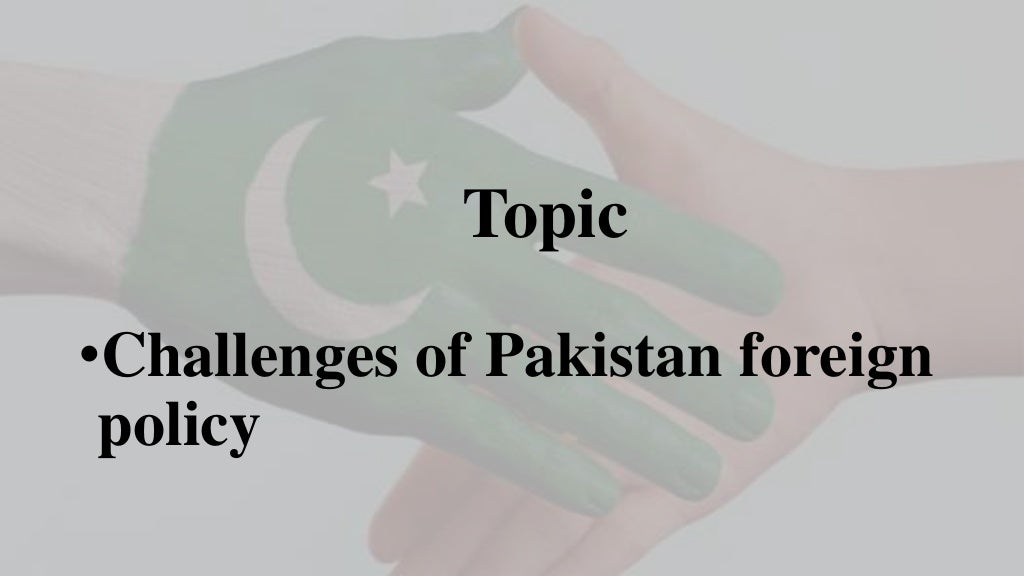 Topic
•Challenges of Pakistan foreign
policy